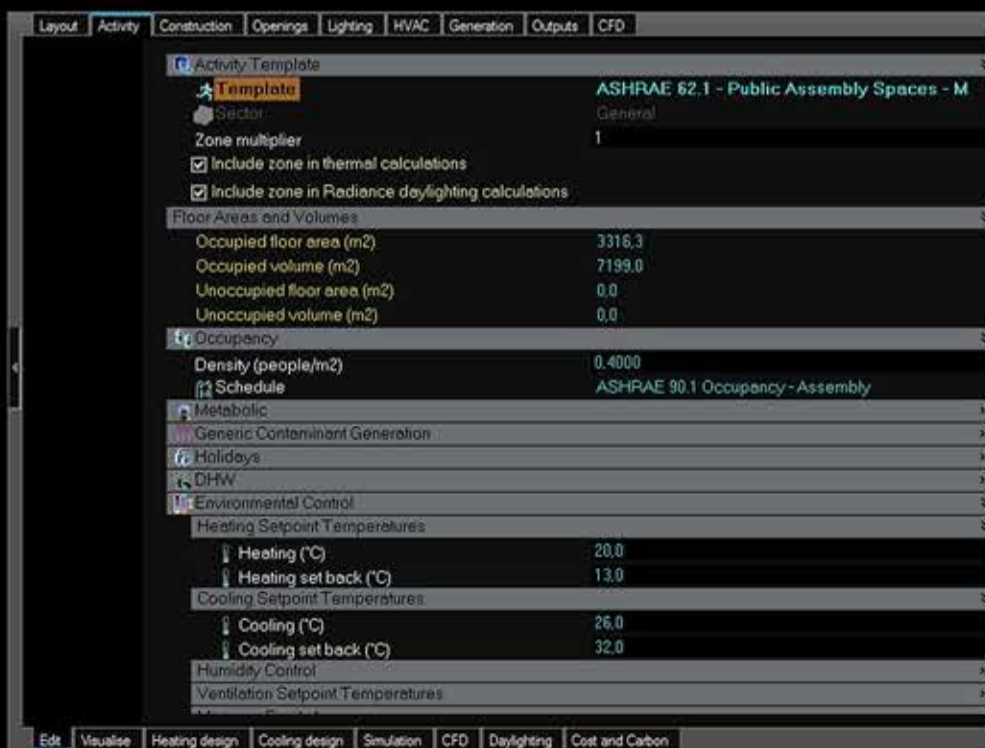 Layout Activity Construction Openings Lighting HVAC Generation Outputs CFD
Activity Template
Template ASHRAE 62.1 - Public Assembly Spaces - M
Sector General
Zone multiplier 1
Include zone in thermal calculations
Include zone in Radiance daylighting calculations
Floor Areas and Volumes
Occupied floor area (m2) 3316,3
Occupied volume (m2) 7199,0
Unoccupied floor area (m2) 0,0
Unoccupied volume (m2) 0,0
Occupancy
Density (people/m2) 0.4000
Schedule ASHRAE 90.1 Occupancy - Assembly
Metabolic
Generic Contaminant Generation
Holidays
DHW
Environmental Control
Heating Setpoint Temperatures
Heating (°C) 20,0
Heating set back (°C) 13,0
Cooling Setpoint Temperatures
Cooling (°C) 26,0
Cooling set back (°C) 32,0
Humidity Control
Ventilation Setpoint Temperatures
Edit Visualise Heating design Cooling design Simulation CFD Daylighting Cost and Carbon